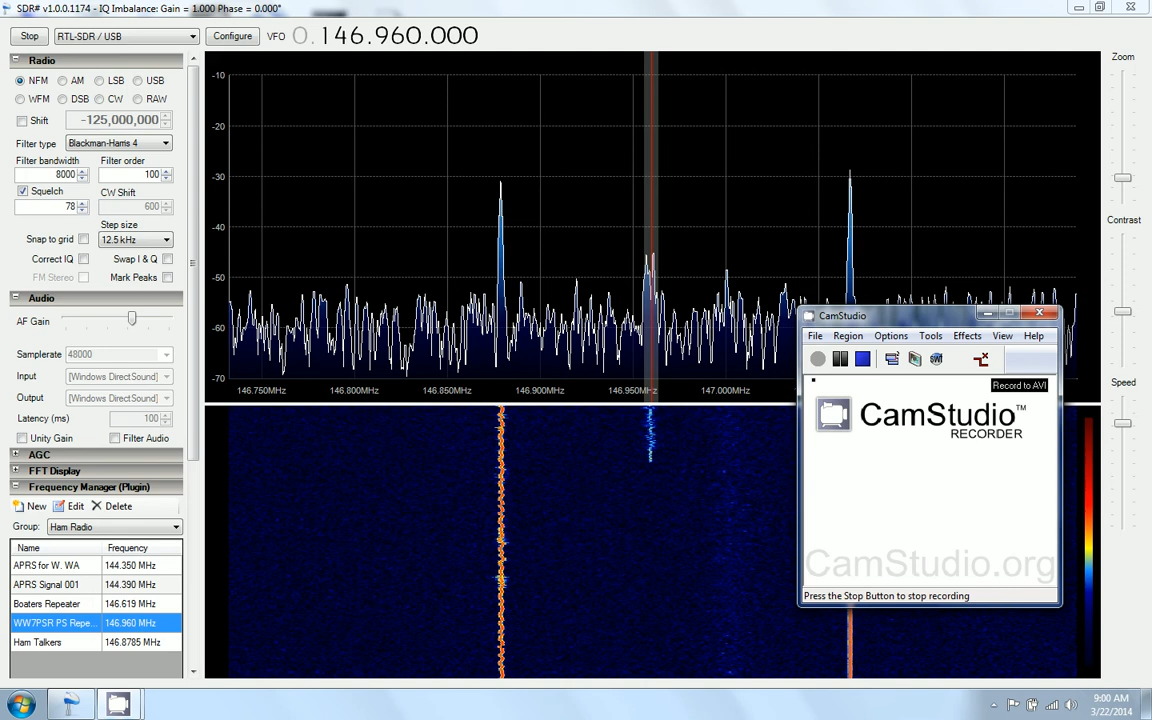 SDR# v1.0.0.1174 - IQ Imbalance: Gain = 1.000 Phase = 0.000°
Stop
RTL-SDR / USB
Configure
VFO
0.146.960.000
Radio
NFM AM LSB USB
WFM DSB CW RAW
Shift -125,000,000
Filter type Blackman-Harris 4
Filter bandwidth Filter order
8000 100
Squelch CW Shift
78 600
Step size
Snap to grid 12.5 kHz
Correct IQ Swap I & Q
FM Stereo Mark Peaks
Audio
AF Gain
Samplerate 48000
Input [Windows DirectSound]
Output [Windows DirectSound]
Latency (ms) 100
Unity Gain Filter Audio
AGC
FFT Display
Frequency Manager (Plugin)
New Edit Delete
Group: Ham Radio
Name Frequency
APRS for W. WA 144.350 MHz
APRS Signal 001 144.390 MHz
Boaters Repeater 146.619 MHz
WW7PSR PS Repe... 146.960 MHz
Ham Talkers 146.8785 MHz
-10
-20
-30
-40
-50
-60
-70
146.750MHz 146.800MHz 146.850MHz 146.900MHz 146.950MHz 147.000MHz
Zoom
Contrast
Speed
CamStudio
File Region Options Tools Effects View Help
SWF
Record to AVI
CamStudio™
RECORDER
CamStudio.org
Press the Stop Button to stop recording
9:00 AM
3/22/2014